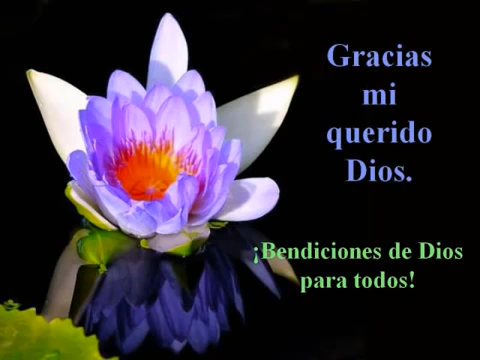 Gracias
mi
querido
Dios.
¡Bendiciones de Dios
para todos!